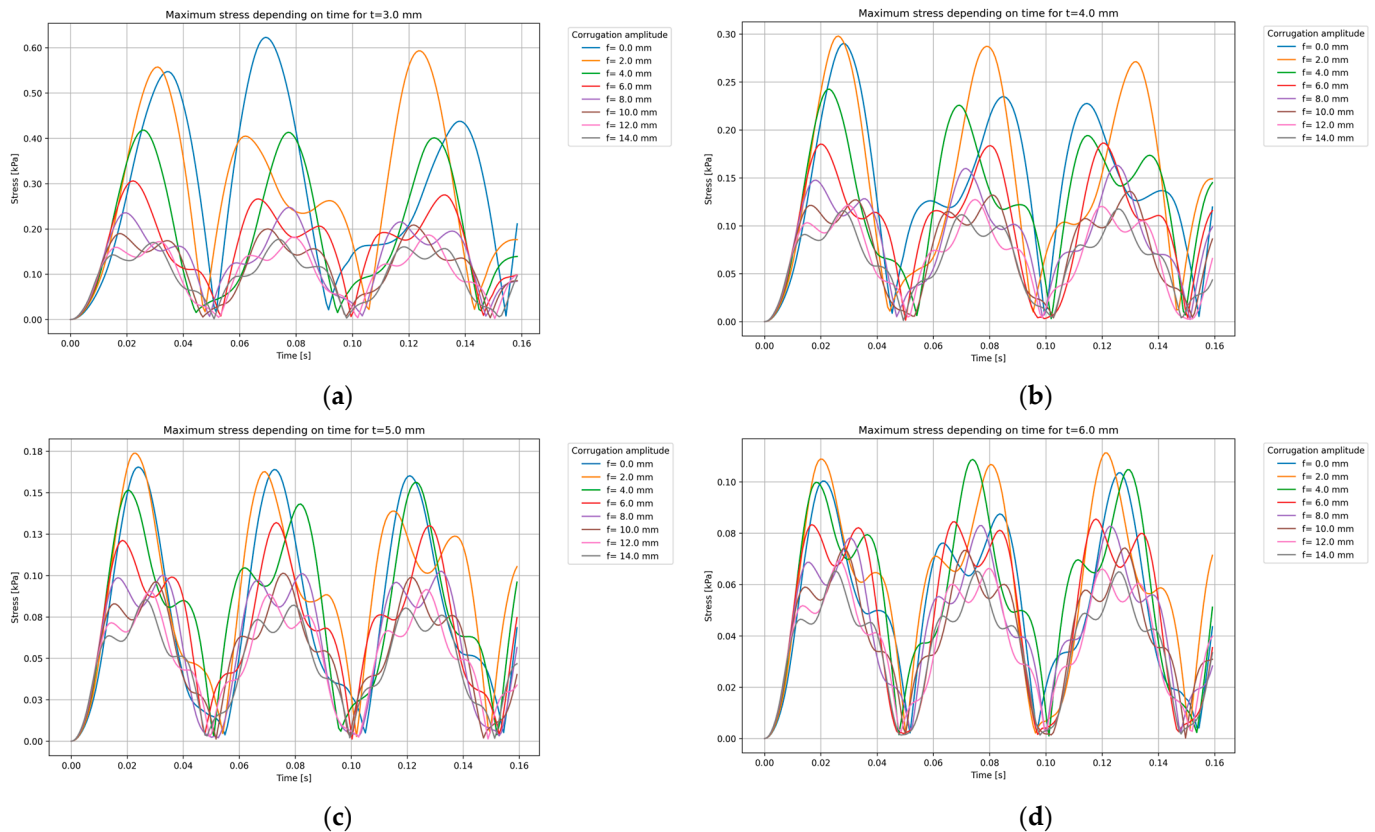 Maximum stress depending on time for t=3.0 mm
Stress [kPa]
0.60
0.50
0.40
0.30
0.20
0.10
0.00
0.00 0.02 0.04 0.06 0.08 0.10 0.12 0.14 0.16
Time [s]
Corrugation amplitude
f= 0.0 mm
f= 2.0 mm
f= 4.0 mm
f= 6.0 mm
f= 8.0 mm
f= 10.0 mm
f= 12.0 mm
f= 14.0 mm
(a)
Maximum stress depending on time for t=4.0 mm
Stress [kPa]
0.30
0.25
0.20
0.15
0.10
0.05
0.00
0.00 0.02 0.04 0.06 0.08 0.10 0.12 0.14 0.16
Time [s]
Corrugation amplitude
f= 0.0 mm
f= 2.0 mm
f= 4.0 mm
f= 6.0 mm
f= 8.0 mm
f= 10.0 mm
f= 12.0 mm
f= 14.0 mm
(b)
Maximum stress depending on time for t=5.0 mm
Stress [kPa]
0.18
0.15
0.13
0.10
0.08
0.05
0.03
0.00
0.00 0.02 0.04 0.06 0.08 0.10 0.12 0.14 0.16
Time [s]
Corrugation amplitude
f= 0.0 mm
f= 2.0 mm
f= 4.0 mm
f= 6.0 mm
f= 8.0 mm
f= 10.0 mm
f= 12.0 mm
f= 14.0 mm
(c)
Maximum stress depending on time for t=6.0 mm
Stress [kPa]
0.10
0.08
0.06
0.04
0.02
0.00
0.00 0.02 0.04 0.06 0.08 0.10 0.12 0.14 0.16
Time [s]
Corrugation amplitude
f= 0.0 mm
f= 2.0 mm
f= 4.0 mm
f= 6.0 mm
f= 8.0 mm
f= 10.0 mm
f= 12.0 mm
f= 14.0 mm
(d)